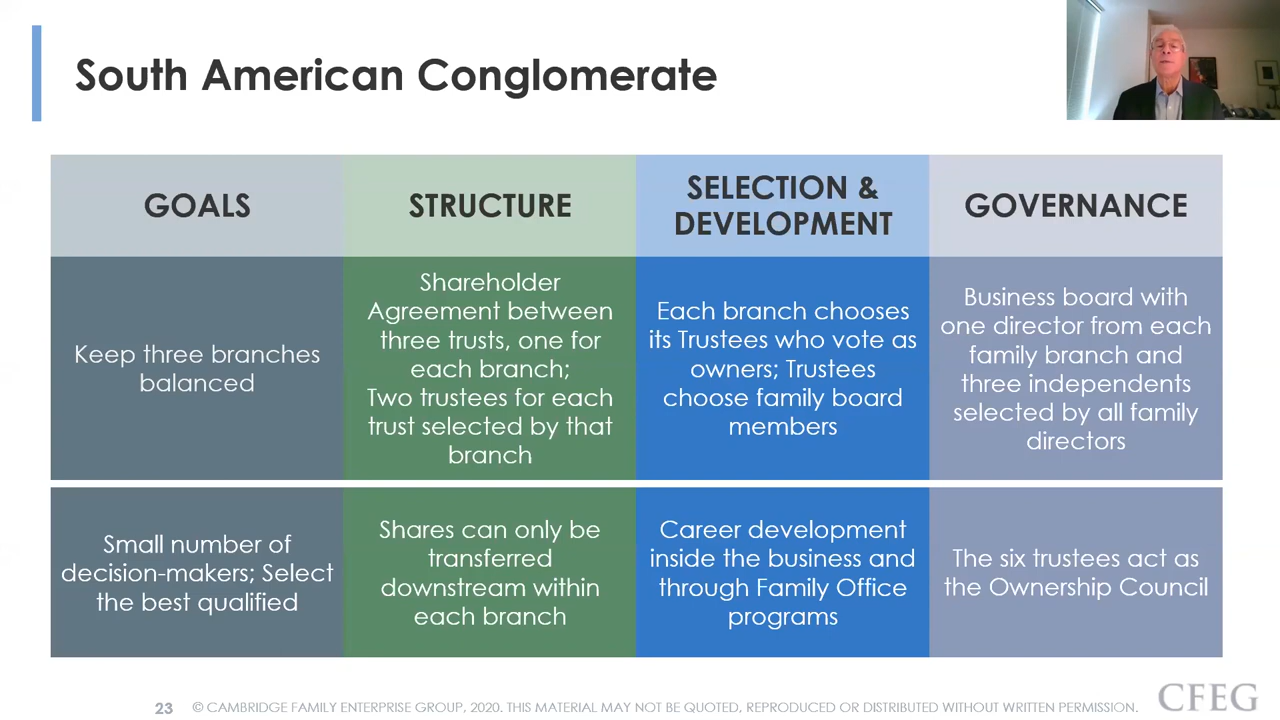 South American Conglomerate
GOALS
STRUCTURE
SELECTION &
DEVELOPMENT
GOVERNANCE
Keep three branches
balanced
Shareholder
Agreement between
three trusts, one for
each branch;
Two trustees for each
trust selected by that
branch
Each branch chooses
its Trustees who vote as
owners; Trustees
choose family board
members
Business board with
one director from each
family branch and
three independents
selected by all family
directors
Small number of
decision-makers; Select
the best qualified
Shares can only be
transferred
downstream within
each branch
Career development
inside the business and
through Family Office
programs
The six trustees act as
the Ownership Council
23 © CAMBRIDGE FAMILY ENTERPRISE GROUP, 2020. THIS MATERIAL MAY NOT BE QUOTED, REPRODUCED OR DISTRIBUTED WITHOUT WRITTEN PERMISSION.
CFEG